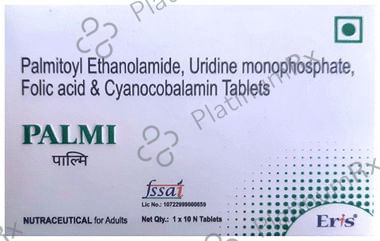 Palmitoyl Ethanolamide, Uridine monophosphate,
Folic acid & Cyanocobalamin Tablets
PALMI
पाल्मि
fssai
Lic No.: 10722999000659
NUTRACEUTICAL for Adults
Net Qty.: 1 x 10 N Tablets
Eris
PlatinumRx